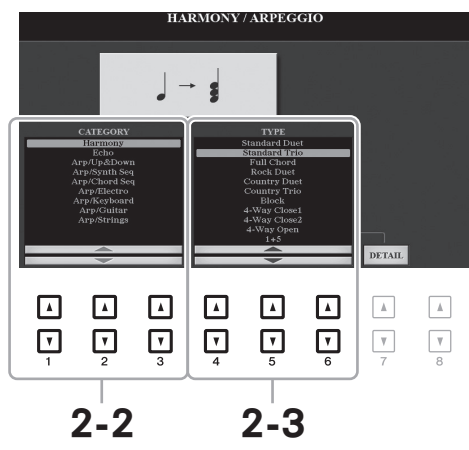 HARMONY / ARPEGGIO
CATEGORY
Harmony
Echo
Arp/Up&Down
Arp/Synth Seq
Arp/Chord Seq
Arp/Electro
Arp/Keyboard
Arp/Guitar
Arp/Strings
TYPE
Standard Duet
Standard Trio
Full Chord
Rock Duet
Country Duet
Country Trio
Block
4-Way Close1
4-Way Close2
4-Way Open
1+5
DETAIL
1 2 3 4 5 6 7 8
2-2 2-3